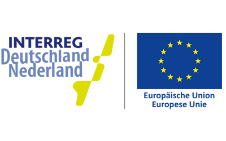 INTERREG
Deutschland
Nederland
Europäische Union
Europese Unie